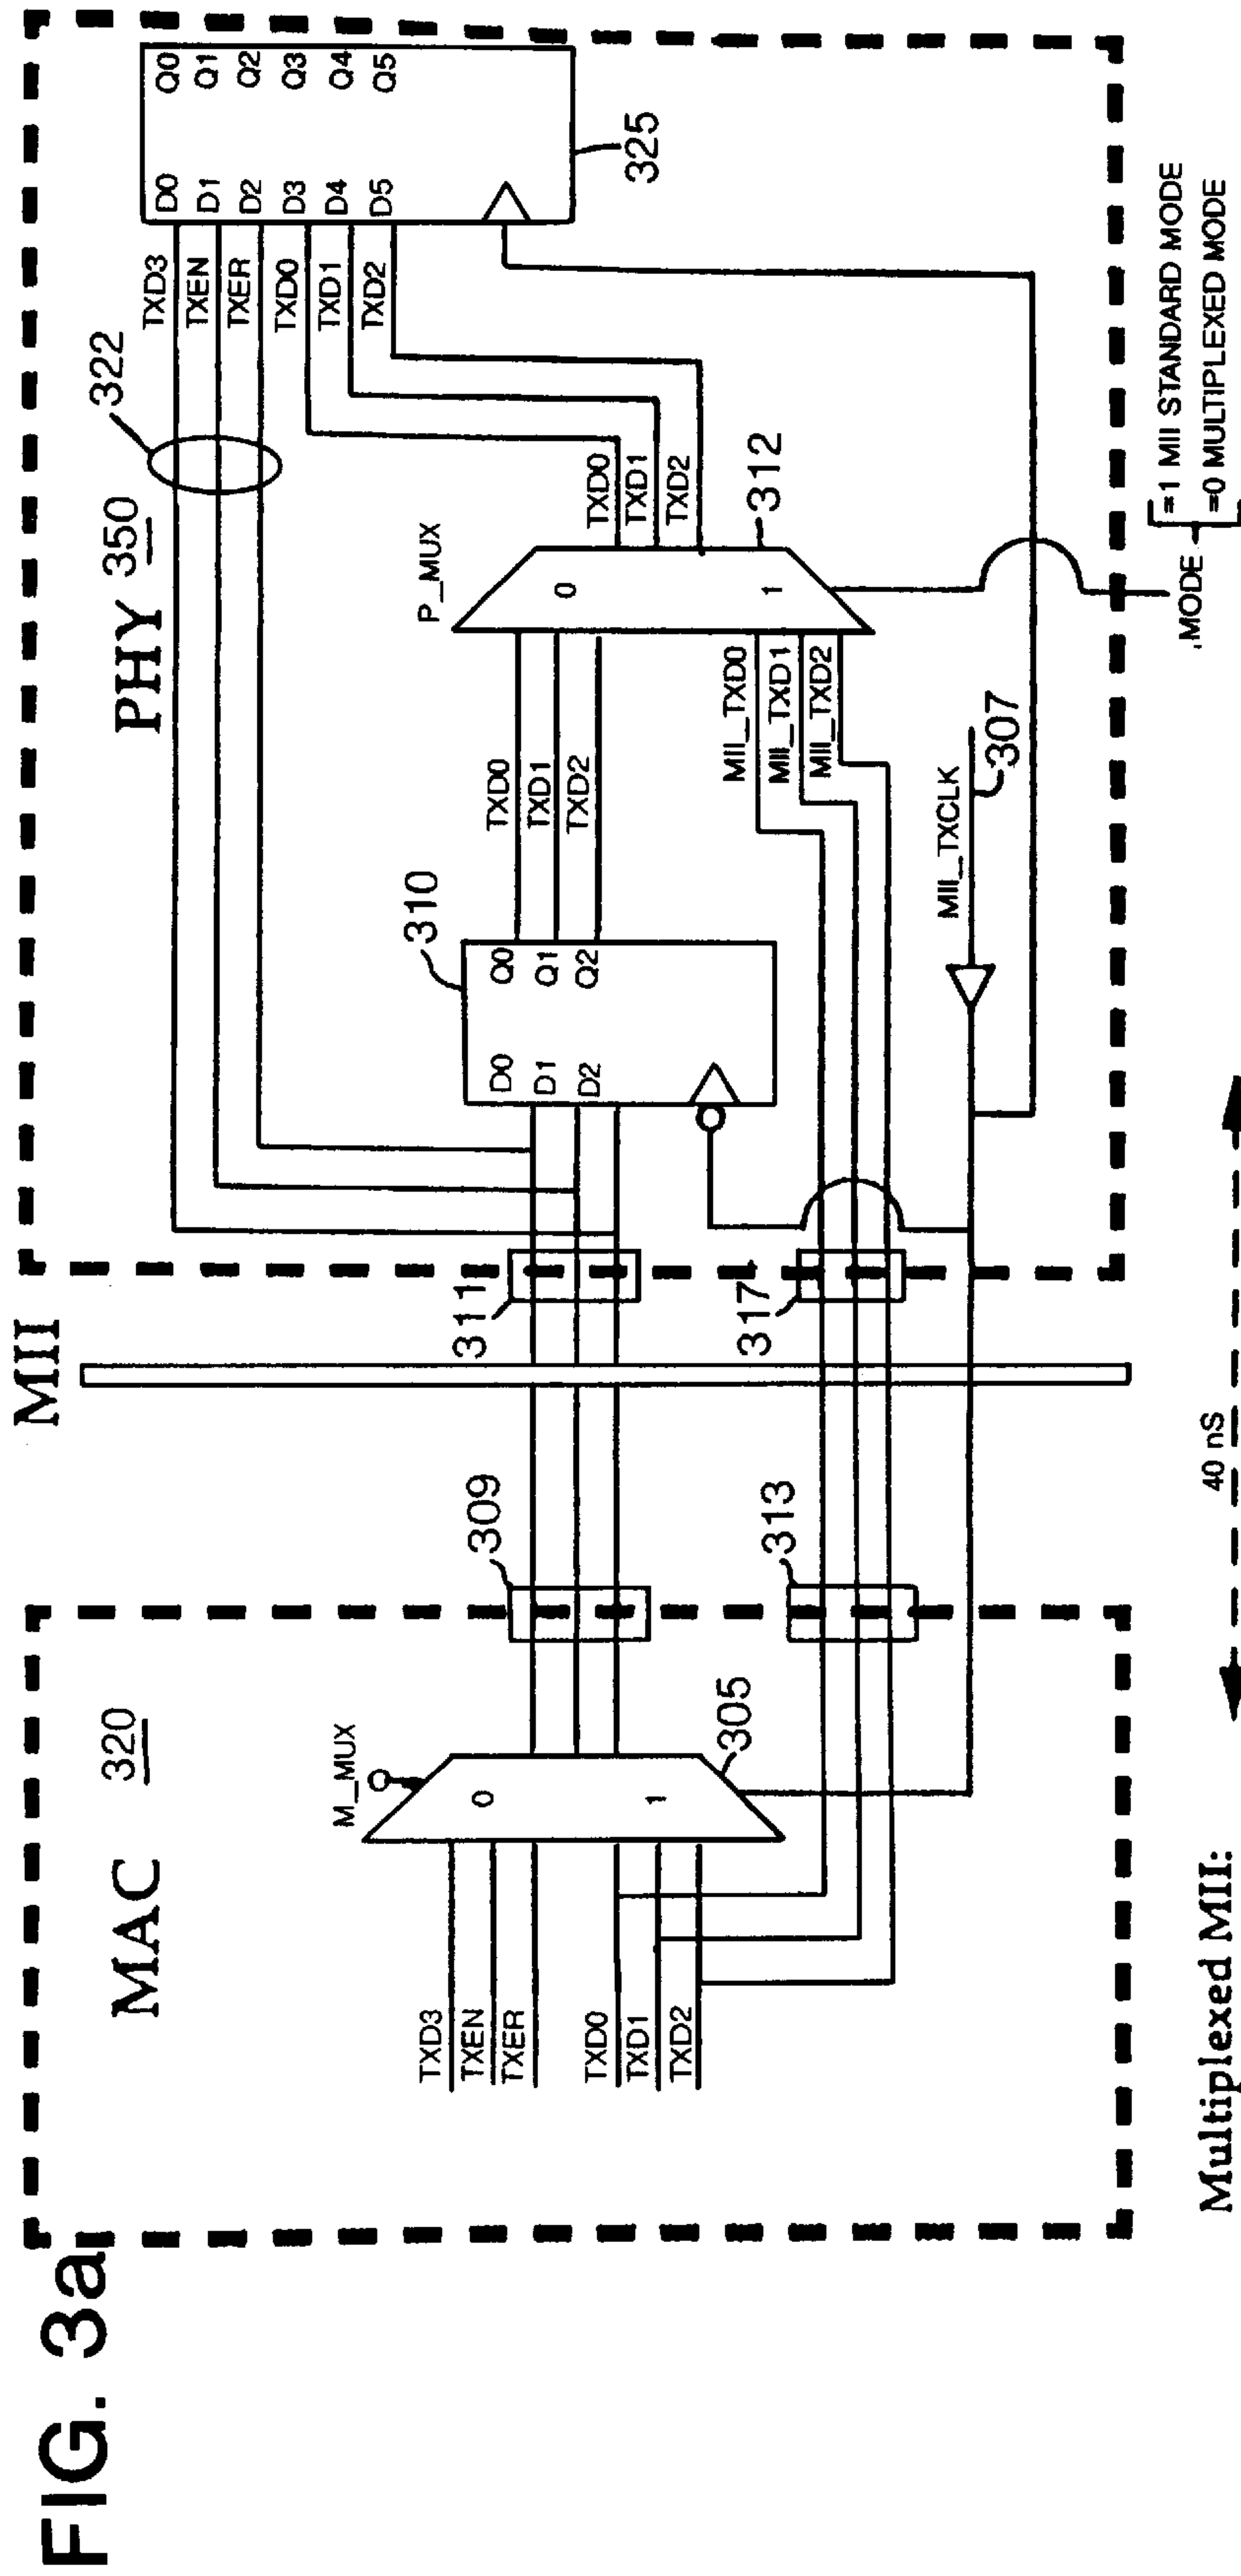 FIG. 3a
MAC 320
MII
PHY 350
M_MUX
0
1
305
TXD3
TXEN
TXER
TXD0
TXD1
TXD2
309
313
311
317
310
D0
D1
D2
Q0
Q1
Q2
TXD0
TXD1
TXD2
P_MUX
0
1
312
MII_TXD0
MII_TXD1
MII_TXD2
MII_TXCLK
307
TXD0
TXD1
TXD2
322
TXD3
TXEN
TXER
TXD0
TXD1
TXD2
D0
D1
D2
D3
D4
D5
Q0
Q1
Q2
Q3
Q4
Q5
325
MODE
=1 MII STANDARD MODE
=0 MULTIPLEXED MODE
Multiplexed MII:
40 nS